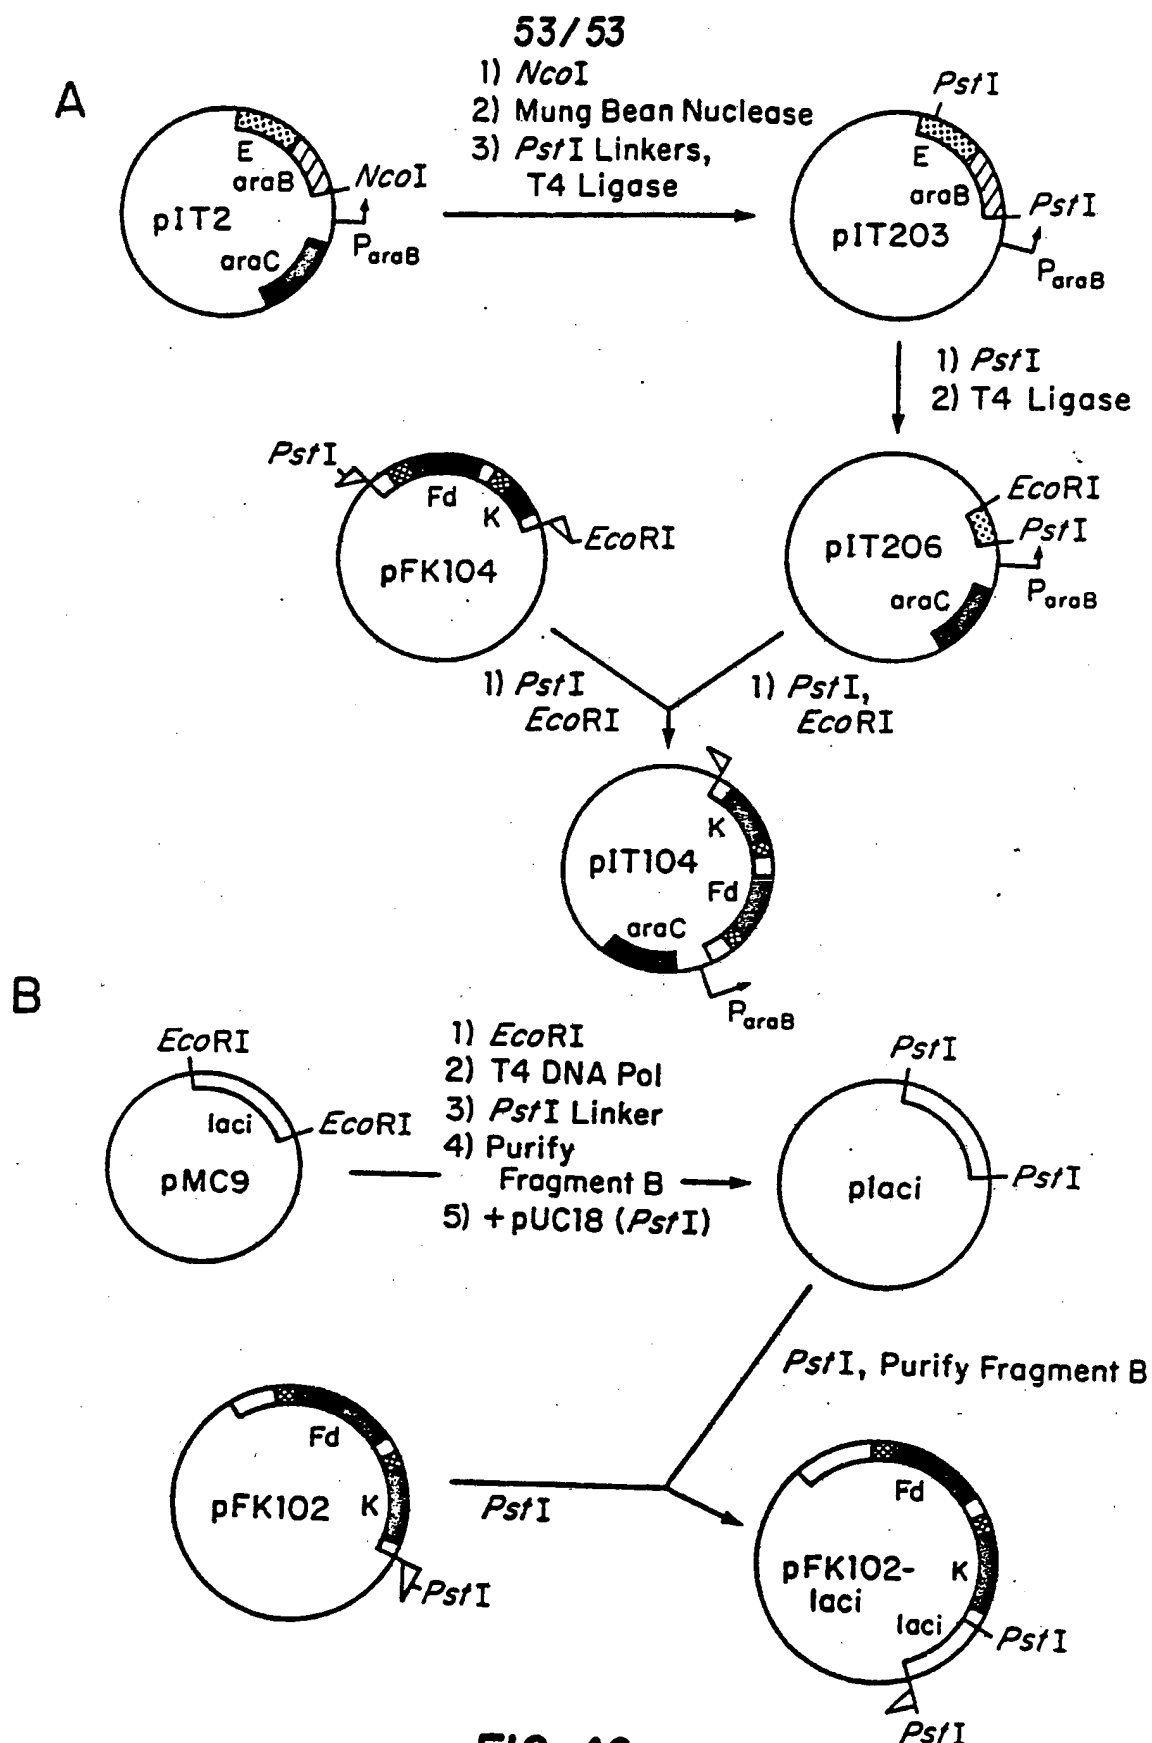 53/53
A
1) NcoI
2) Mung Bean Nuclease
3) PstI Linkers,
T4 Ligase
E
araB
NcoI
pIT2
araC
ParaB
PstI
E
araB
PstI
pIT203
ParaB
1) PstI
2) T4 Ligase
PstI
Fd
K
EcoRI
pFK104
EcoRI
PstI
pIT206
araC
ParaB
1) PstI
EcoRI
1) PstI,
EcoRI
K
pIT104
Fd
araC
ParaB
B
EcoRI
laci
EcoRI
pMC9
1) EcoRI
2) T4 DNA Pol
3) PstI Linker
4) Purify
Fragment B
5) + pUC18 (PstI)
PstI
placi
PstI
PstI, Purify Fragment B
Fd
pFK102
K
PstI
PstI
Fd
pFK102-
laci
K
laci
PstI
PstI